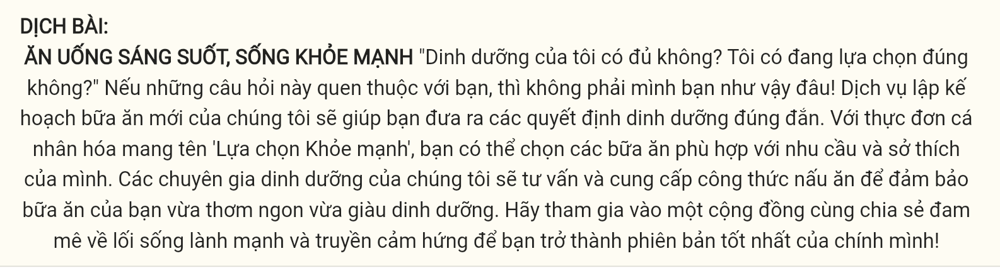 DỊCH BÀI:
ĂN UỐNG SÁNG SUỐT, SỐNG KHỎE MẠNH "Dinh dưỡng của tôi có đủ không? Tôi có đang lựa chọn đúng
không?" Nếu những câu hỏi này quen thuộc với bạn, thì không phải mình bạn như vậy đâu! Dịch vụ lập kế
hoạch bữa ăn mới của chúng tôi sẽ giúp bạn đưa ra các quyết định dinh dưỡng đúng đắn. Với thực đơn cá
nhân hóa mang tên 'Lựa chọn Khỏe mạnh', bạn có thể chọn các bữa ăn phù hợp với nhu cầu và sở thích
của mình. Các chuyên gia dinh dưỡng của chúng tôi sẽ tư vấn và cung cấp công thức nấu ăn để đảm bảo
bữa ăn của bạn vừa thơm ngon vừa giàu dinh dưỡng. Hãy tham gia vào một cộng đồng cùng chia sẻ đam
mê về lối sống lành mạnh và truyền cảm hứng để bạn trở thành phiên bản tốt nhất của chính mình!